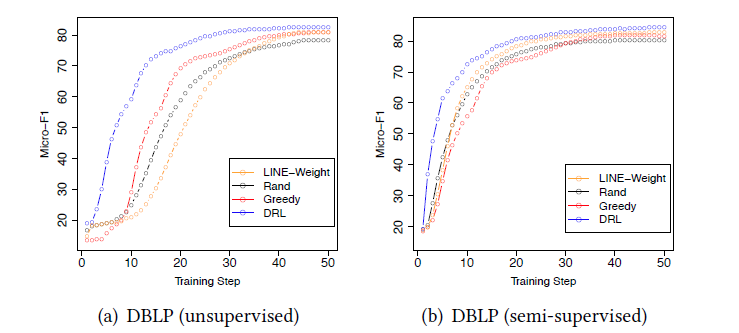 Micro−F1
80
70
60
50
40
30
20
LINE−Weight
Rand
Greedy
DRL
0 10 20 30 40 50
Training Step
(a) DBLP (unsupervised)
Micro−F1
80
70
60
50
40
30
20
LINE−Weight
Rand
Greedy
DRL
0 10 20 30 40 50
Training Step
(b) DBLP (semi-supervised)